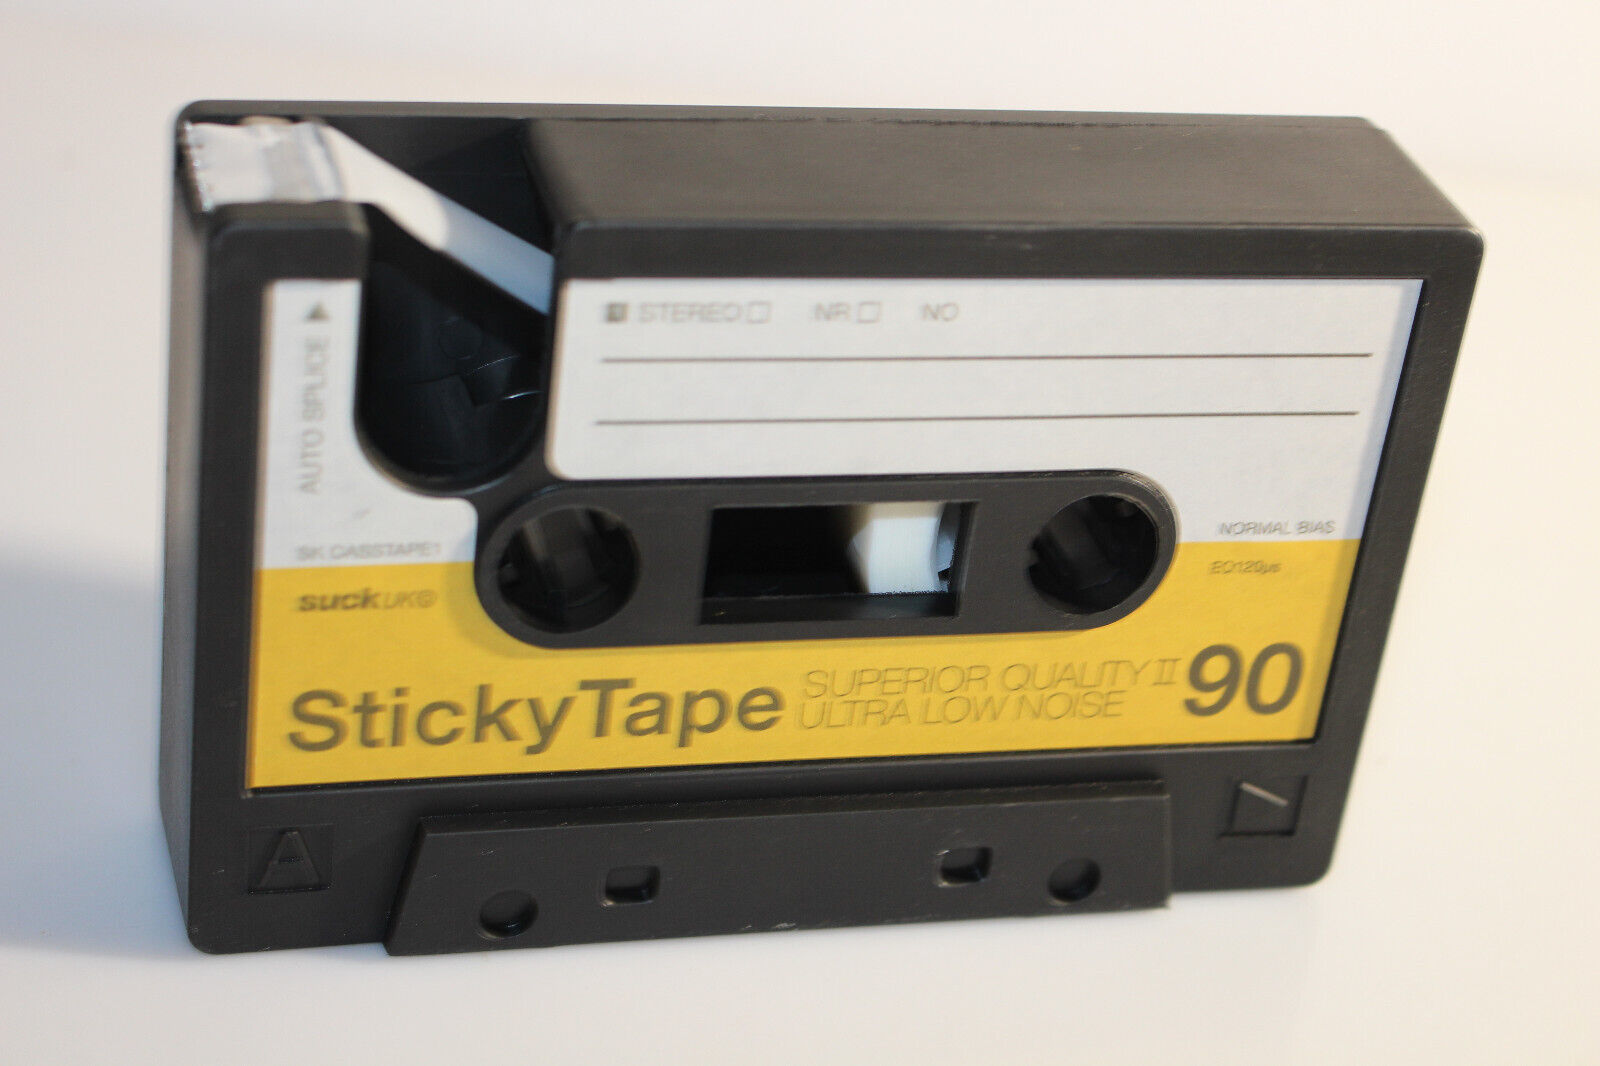 STEREO NR NO
AUTO SPLICE
NORMAL BIAS
SK CASSTAPE1
EQ120µs
suckUK®
StickyTape
SUPERIOR QUALITY II
ULTRA LOW NOISE
90
A